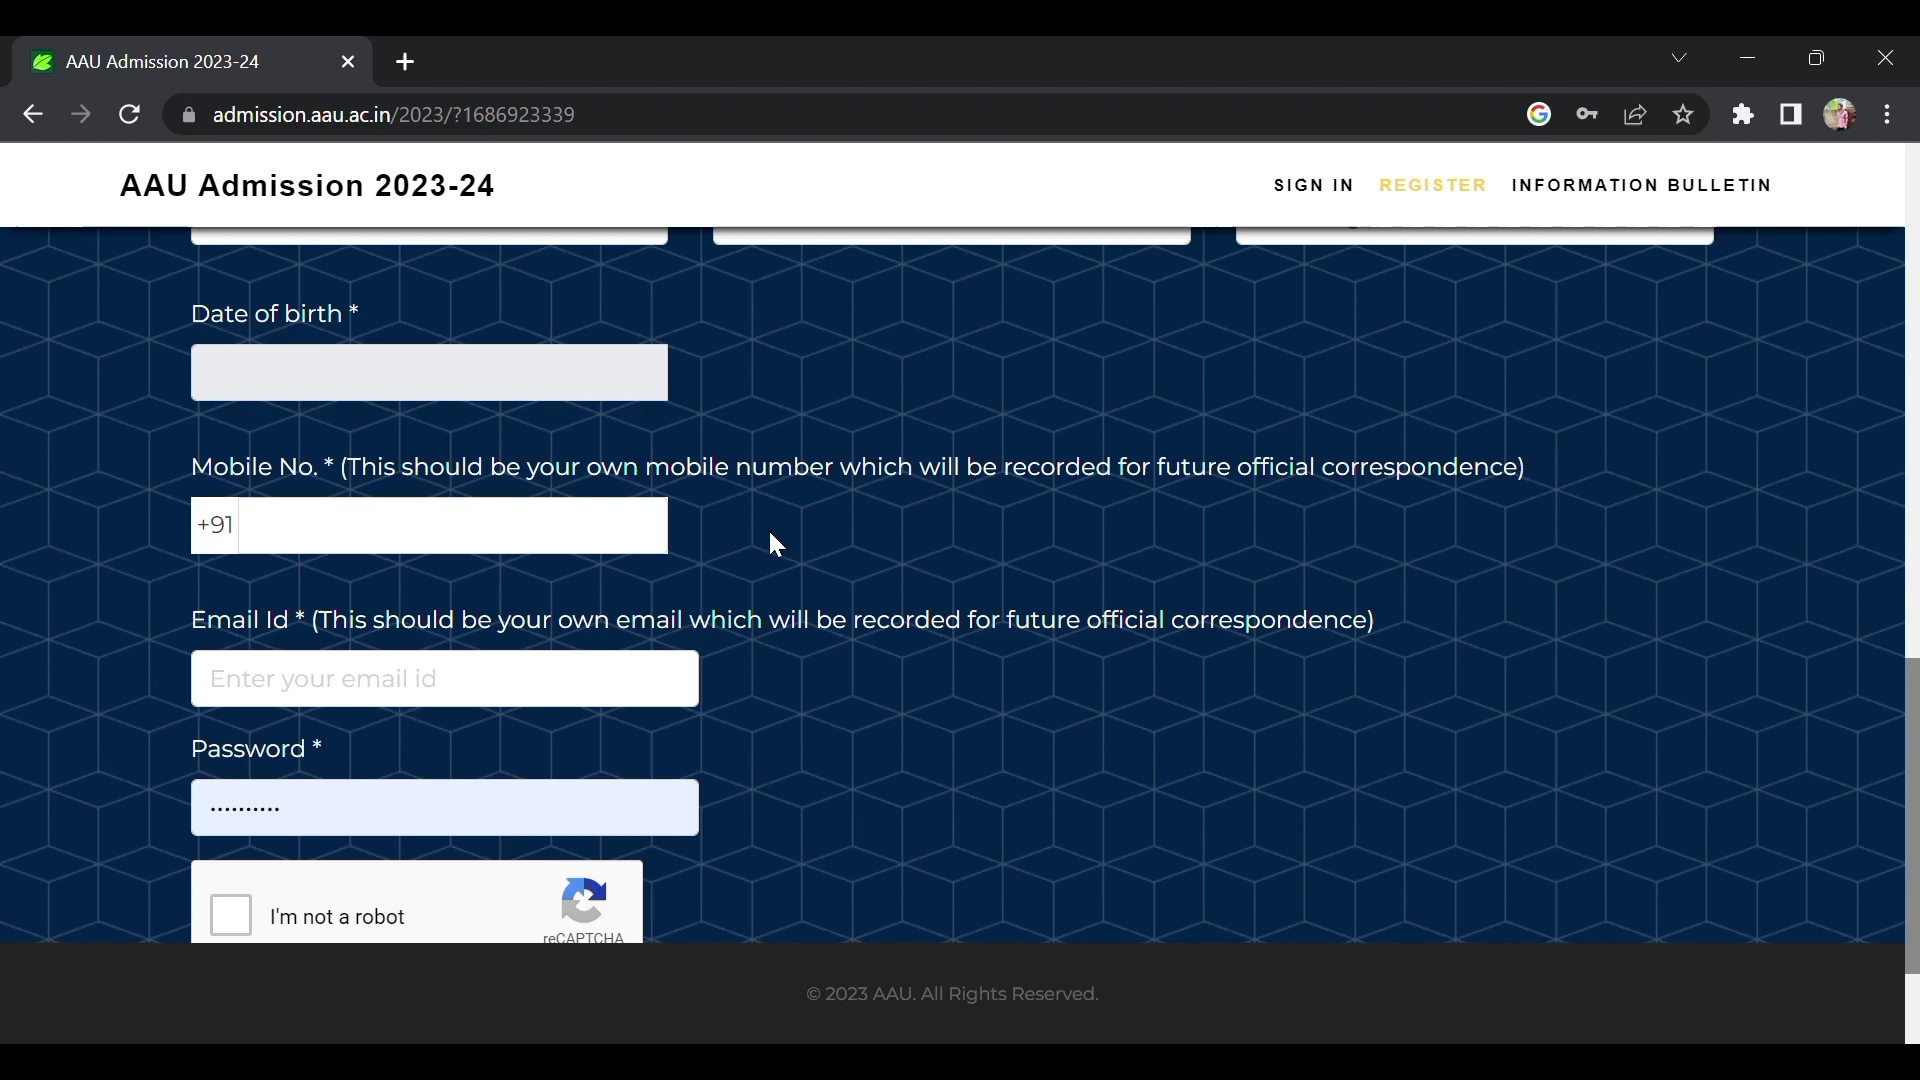 AAU Admission 2023-24
admission.aau.ac.in/2023/?1686923339
AAU Admission 2023-24
SIGN IN REGISTER INFORMATION BULLETIN
Date of birth *
Mobile No. * (This should be your own mobile number which will be recorded for future official correspondence)
+91
Email Id * (This should be your own email which will be recorded for future official correspondence)
Enter your email id
Password *
••••••••••
I'm not a robot
reCAPTCHA
© 2023 AAU. All Rights Reserved.